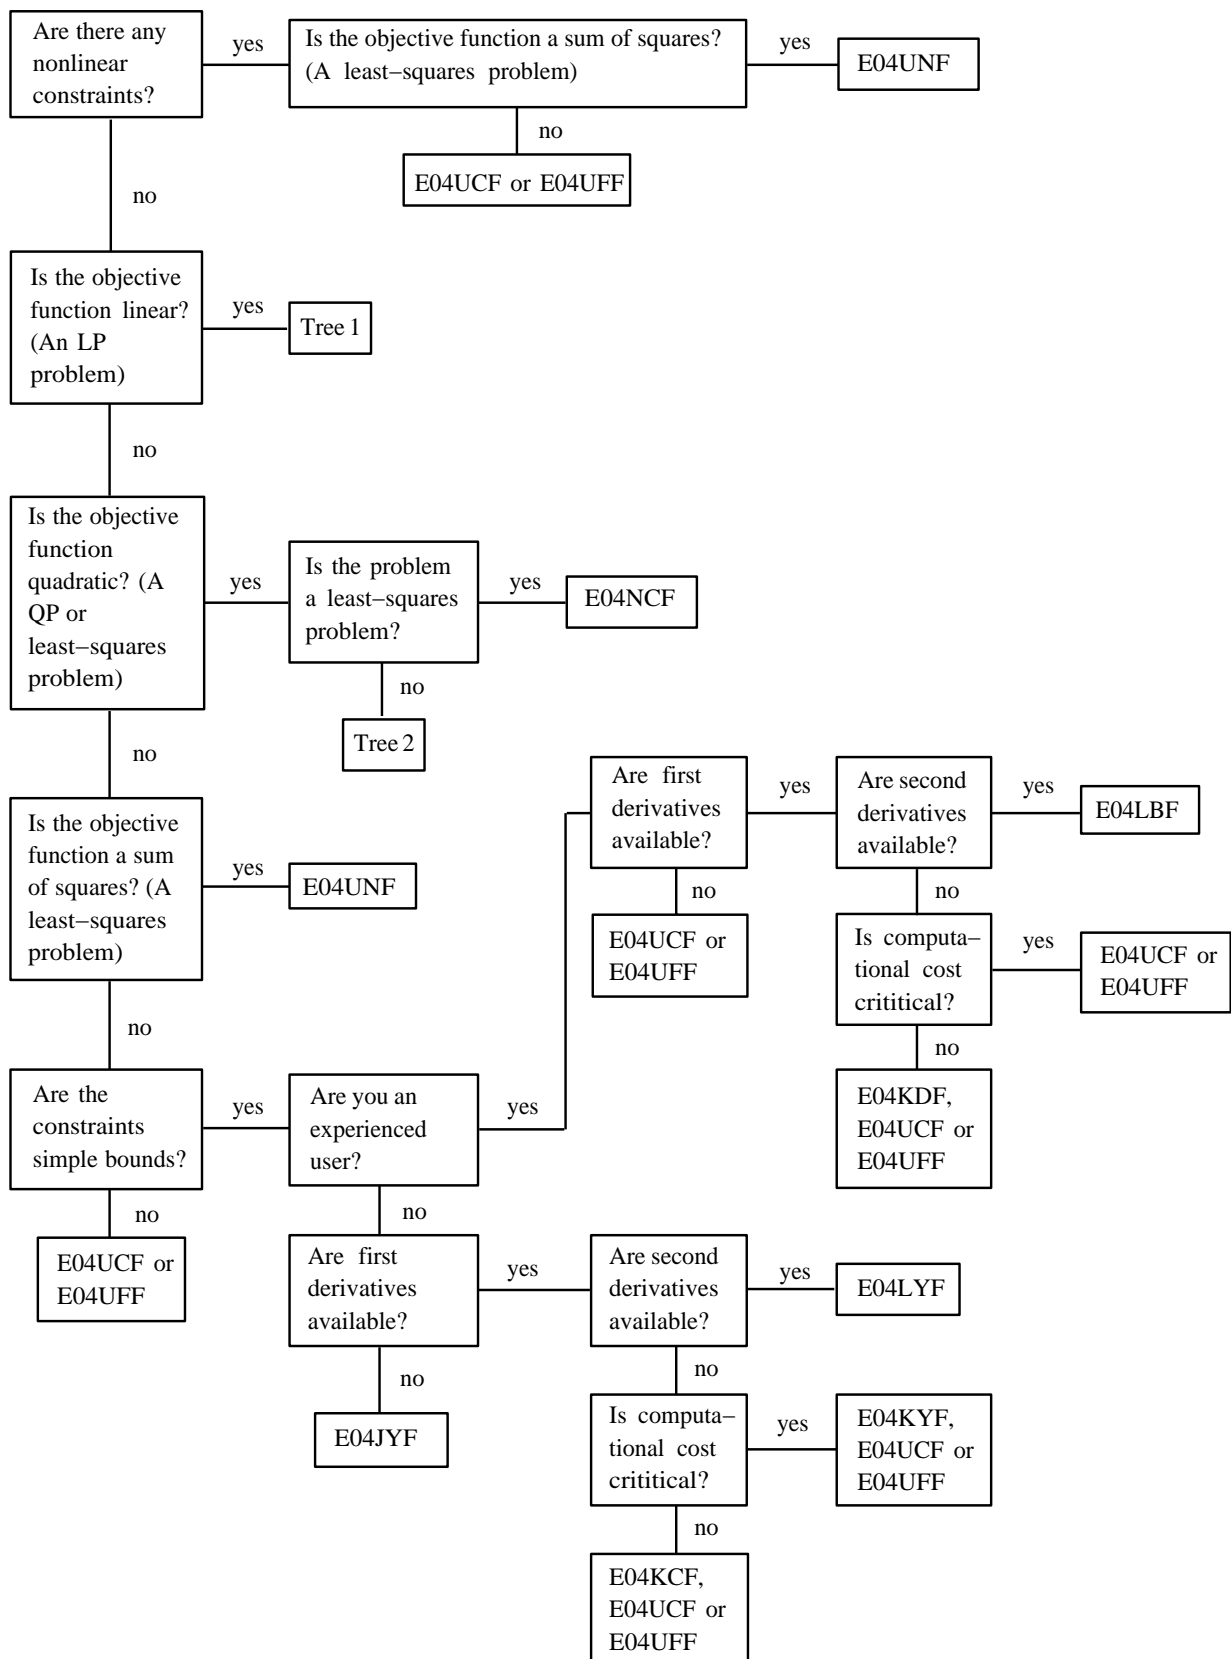 Are there any
nonlinear
constraints?
yes
Is the objective function a sum of squares?
(A least−squares problem)
yes
E04UNF
no
E04UCF or E04UFF
no
Is the objective
function linear?
(An LP
problem)
yes
Tree 1
no
Is the objective
function
quadratic? (A
QP or
least−squares
problem)
yes
Is the problem
a least−squares
problem?
yes
E04NCF
no
Tree 2
no
Is the objective
function a sum
of squares? (A
least−squares
problem)
yes
E04UNF
no
Are the
constraints
simple bounds?
no
E04UCF or
E04UFF
yes
Are you an
experienced
user?
yes
Are first
derivatives
available?
no
E04UCF or
E04UFF
yes
Are second
derivatives
available?
yes
E04LBF
no
Is computa−
tional cost
crititical?
yes
E04UCF or
E04UFF
no
E04KDF,
E04UCF or
E04UFF
no
Are first
derivatives
available?
no
E04JYF
yes
Are second
derivatives
available?
yes
E04LYF
no
Is computa−
tional cost
crititical?
yes
E04KYF,
E04UCF or
E04UFF
no
E04KCF,
E04UCF or
E04UFF